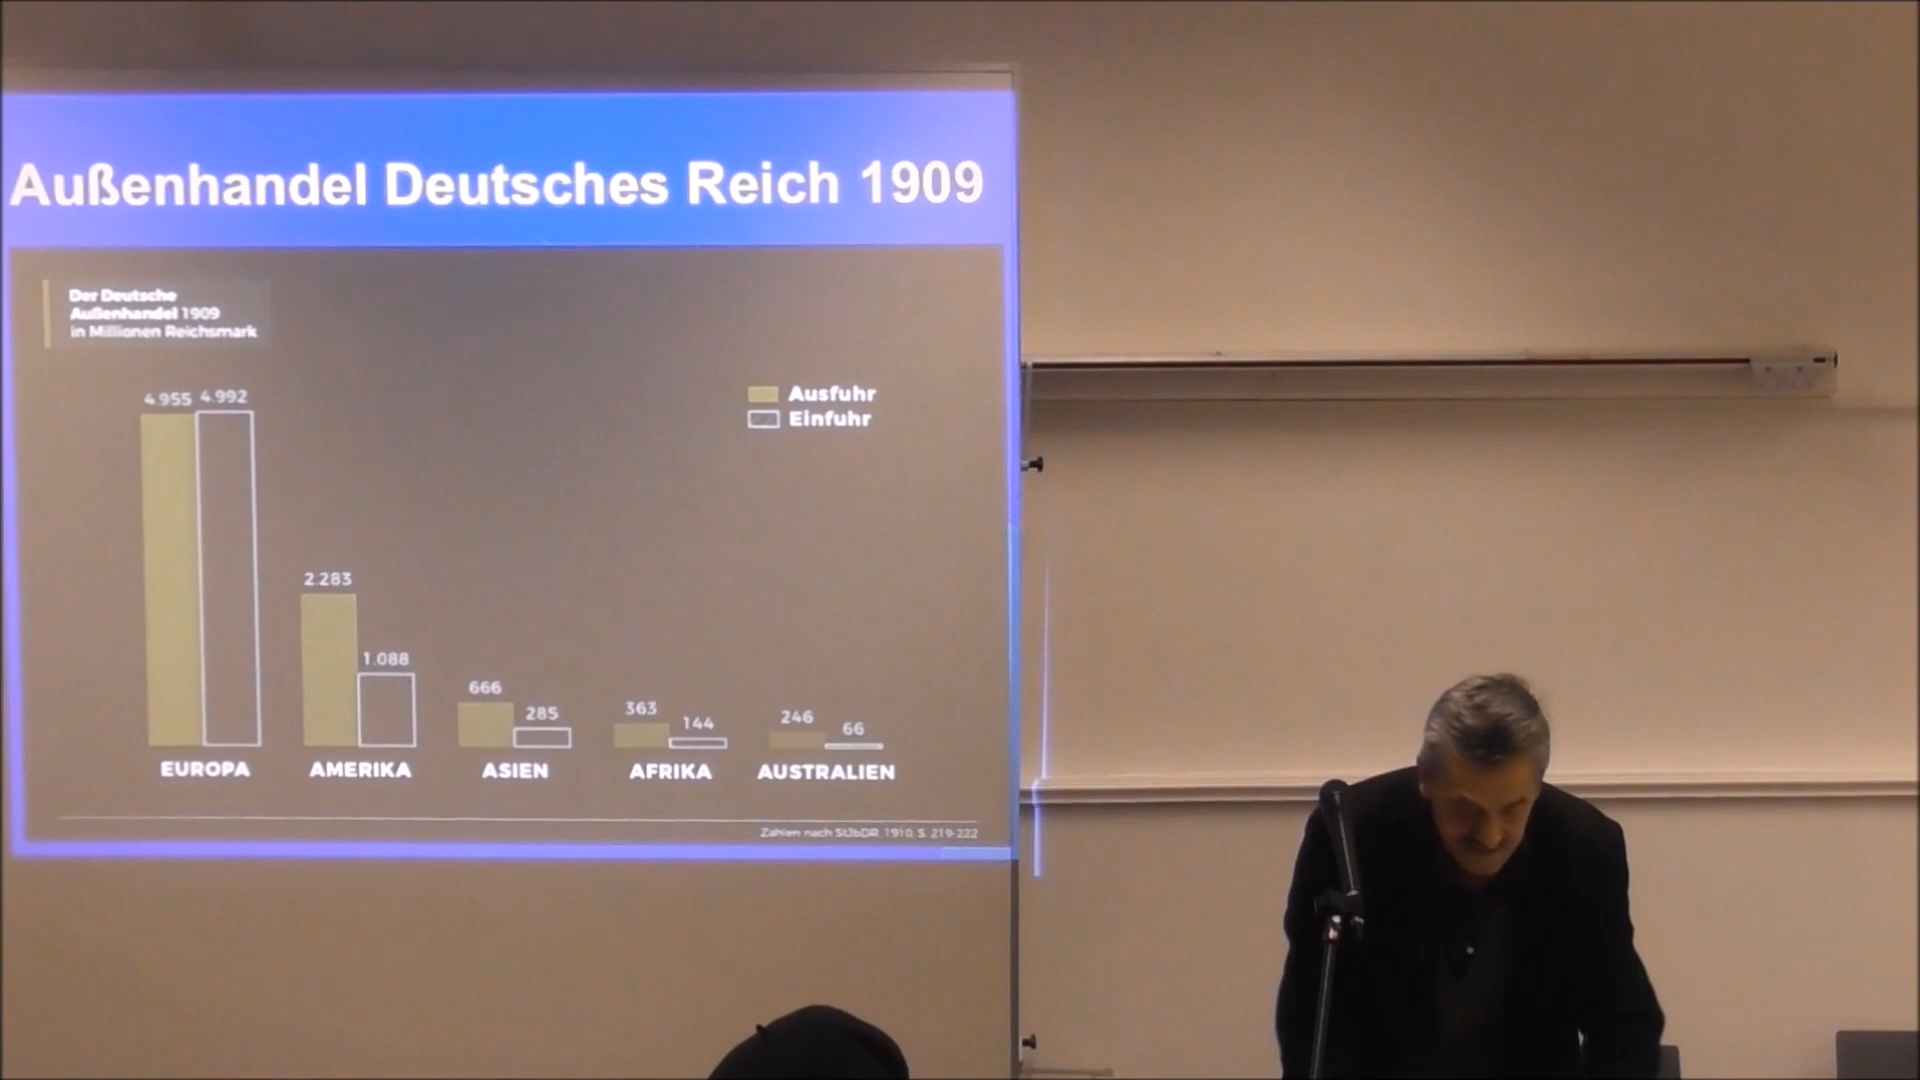 Außenhandel Deutsches Reich 1909
Der Deutsche
Außenhandel 1909
in Millionen Reichsmark
Ausfuhr
Einfuhr
4.955 4.992
2.283
1.088
666
285
363
144
246
66
EUROPA AMERIKA ASIEN AFRIKA AUSTRALIEN
Zahlen nach StJbDR, 1910, S. 219-222